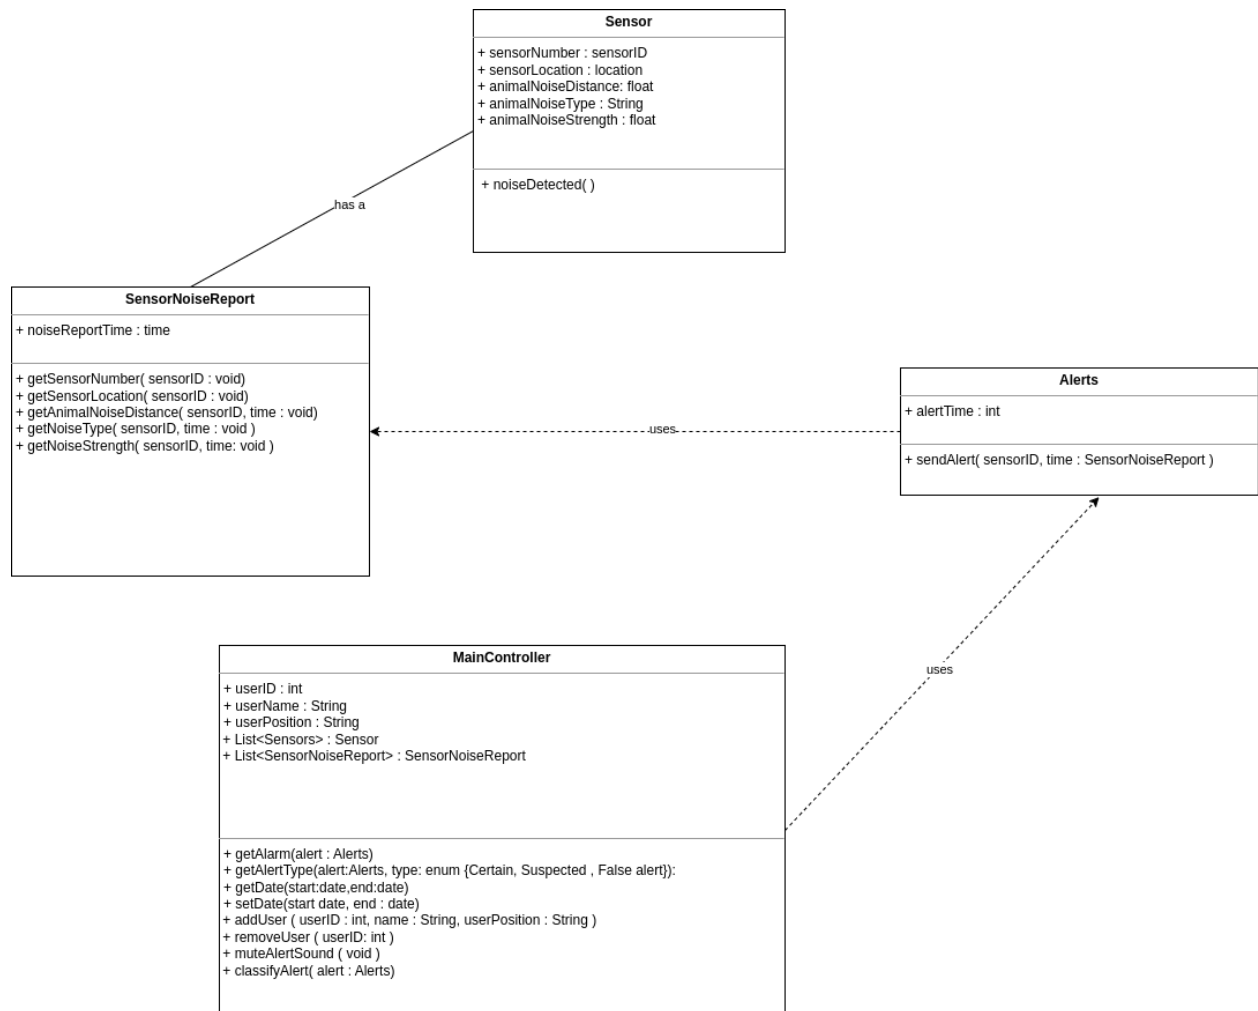 Sensor
+ sensorNumber : sensorID
+ sensorLocation : location
+ animalNoiseDistance: float
+ animalNoiseType : String
+ animalNoiseStrength : float
+ noiseDetected( )
has a
SensorNoiseReport
+ noiseReportTime : time
+ getSensorNumber( sensorID : void)
+ getSensorLocation( sensorID : void)
+ getAnimalNoiseDistance( sensorID, time : void)
+ getNoiseType( sensorID, time : void )
+ getNoiseStrength( sensorID, time: void )
uses
Alerts
+ alertTime : int
+ sendAlert( sensorID, time : SensorNoiseReport )
uses
MainController
+ userID : int
+ userName : String
+ userPosition : String
+ List<Sensors> : Sensor
+ List<SensorNoiseReport> : SensorNoiseReport
+ getAlarm(alert : Alerts)
+ getAlertType(alert:Alerts, type: enum {Certain, Suspected , False alert}):
+ getDate(start:date,end:date)
+ setDate(start date, end : date)
+ addUser ( userID : int, name : String, userPosition : String )
+ removeUser ( userID: int )
+ muteAlertSound ( void )
+ classifyAlert( alert : Alerts)